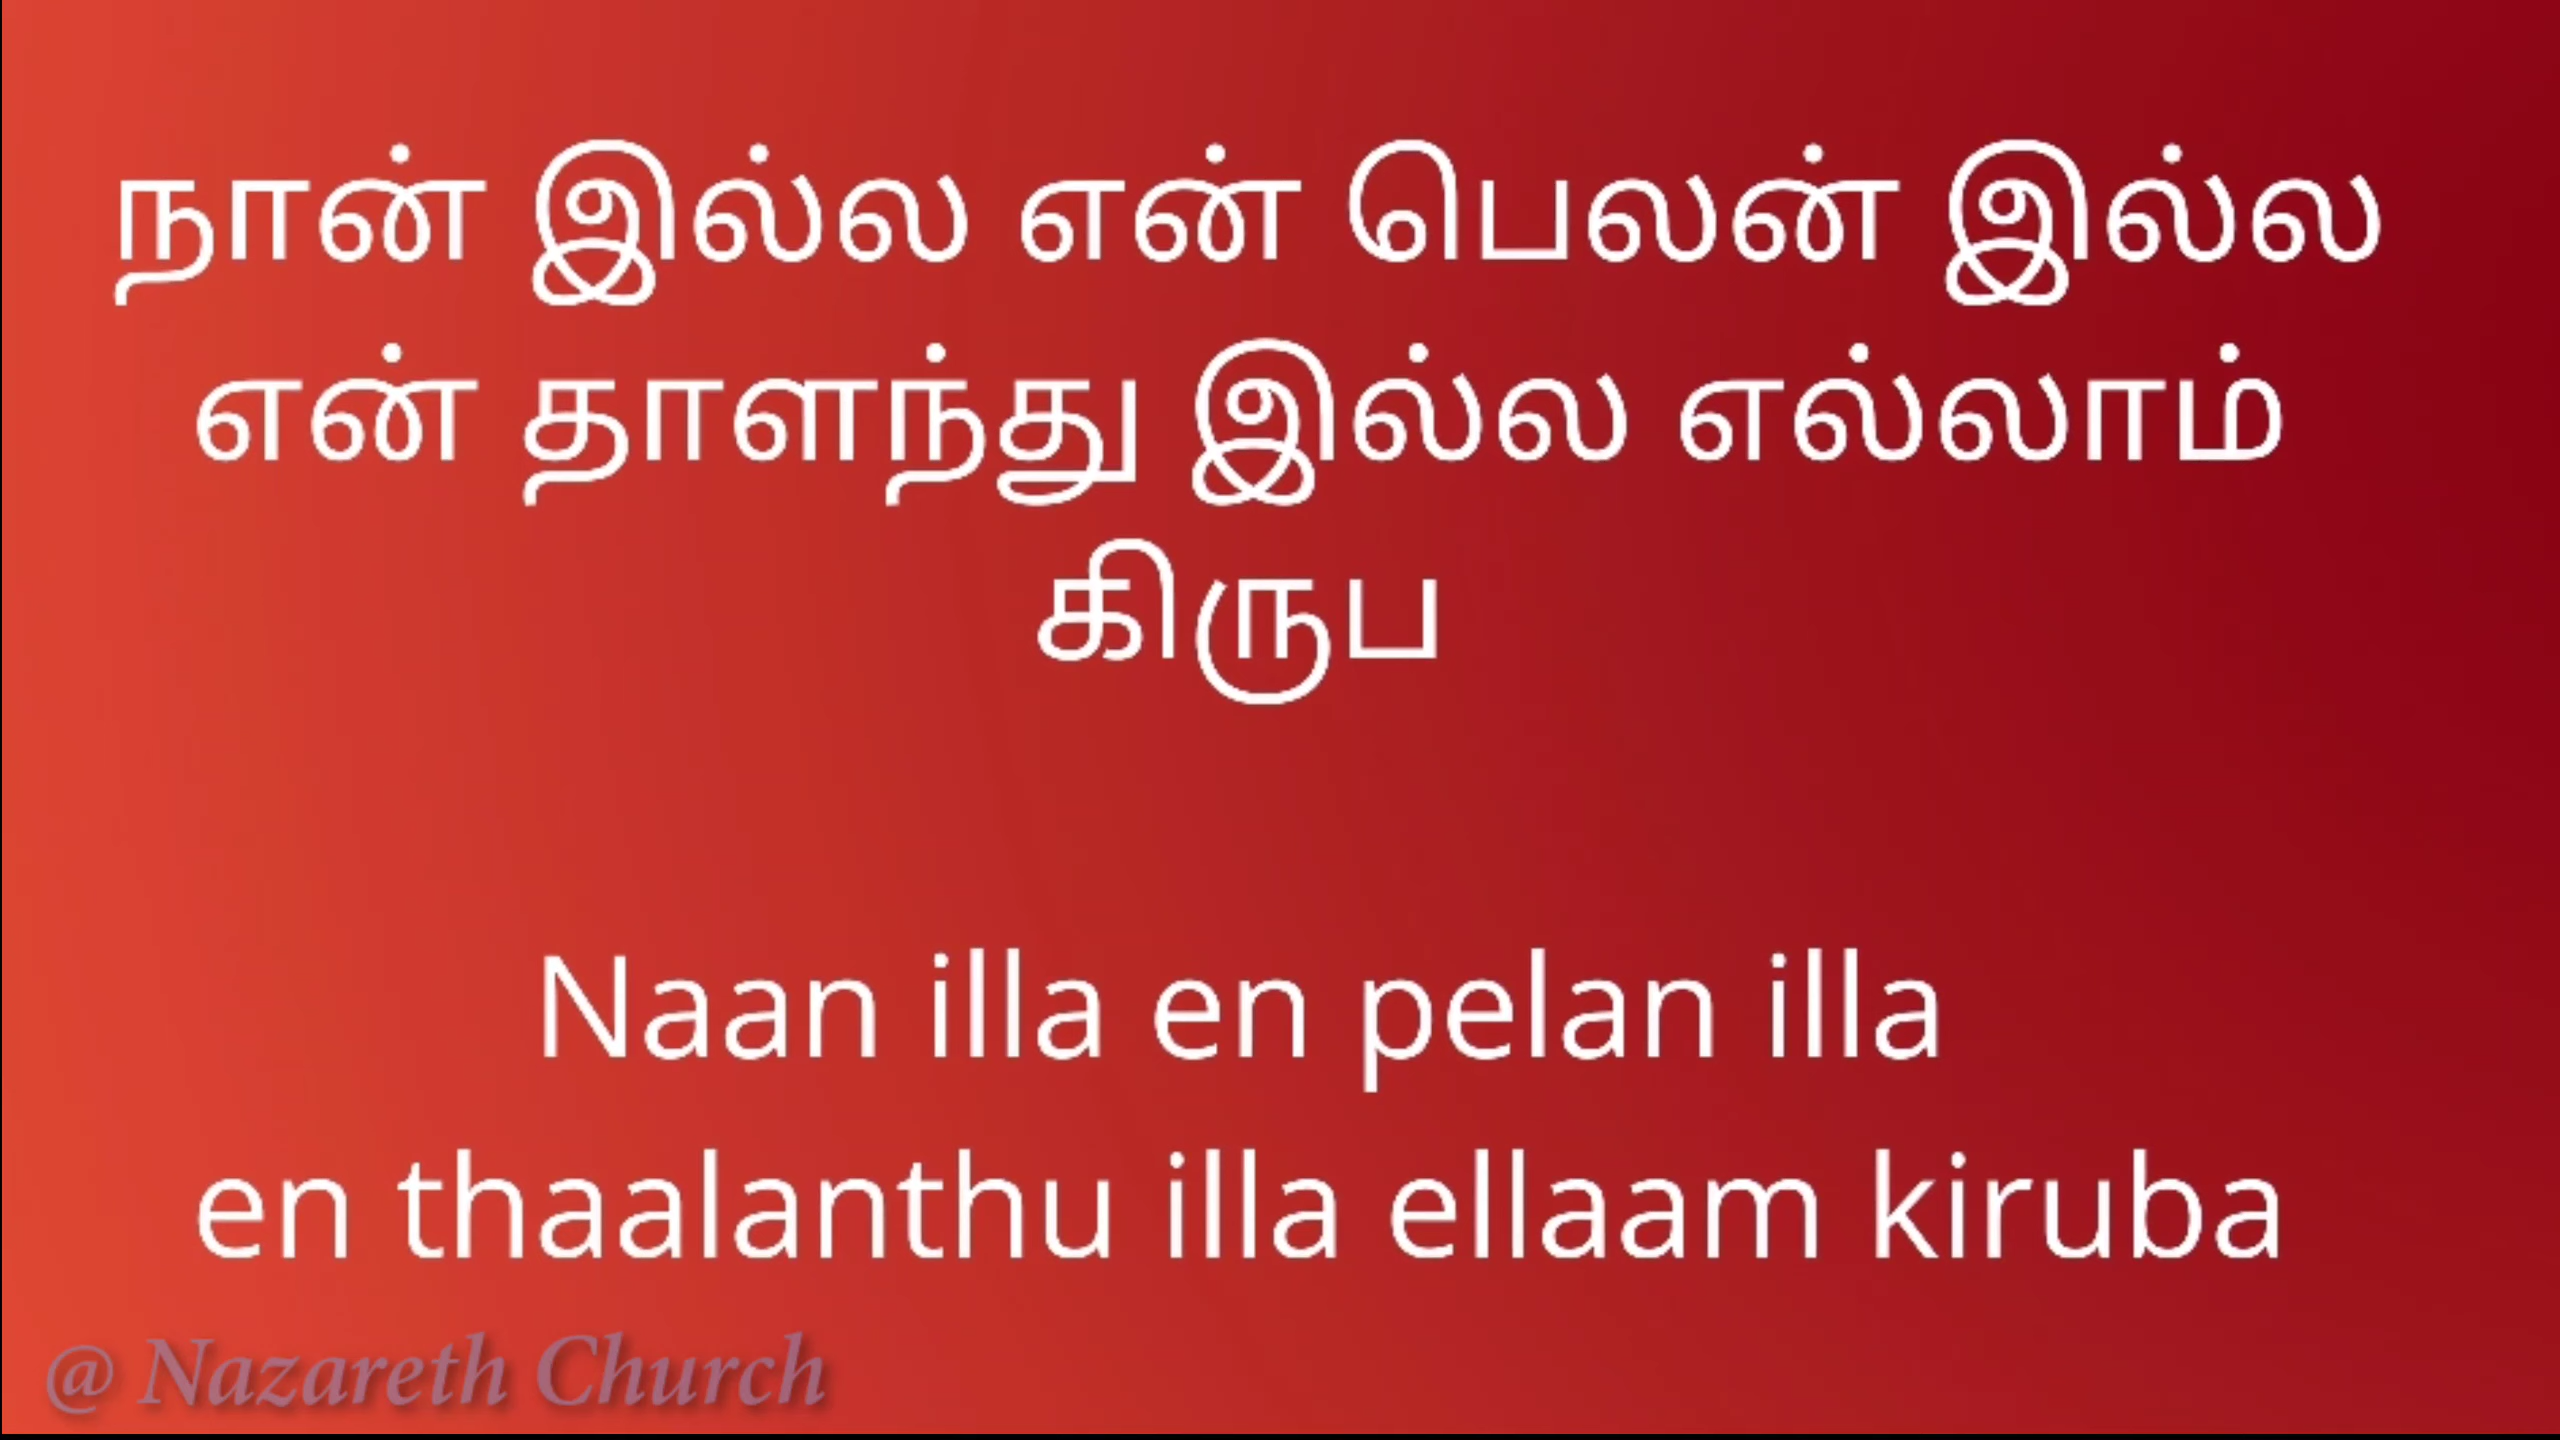 நான் இல்ல என் பெலன் இல்ல
என் தாளந்து இல்ல எல்லாம்
கிருப
Naan illa en pelan illa
en thaalanthu illa ellaam kiruba
@ Nazareth Church